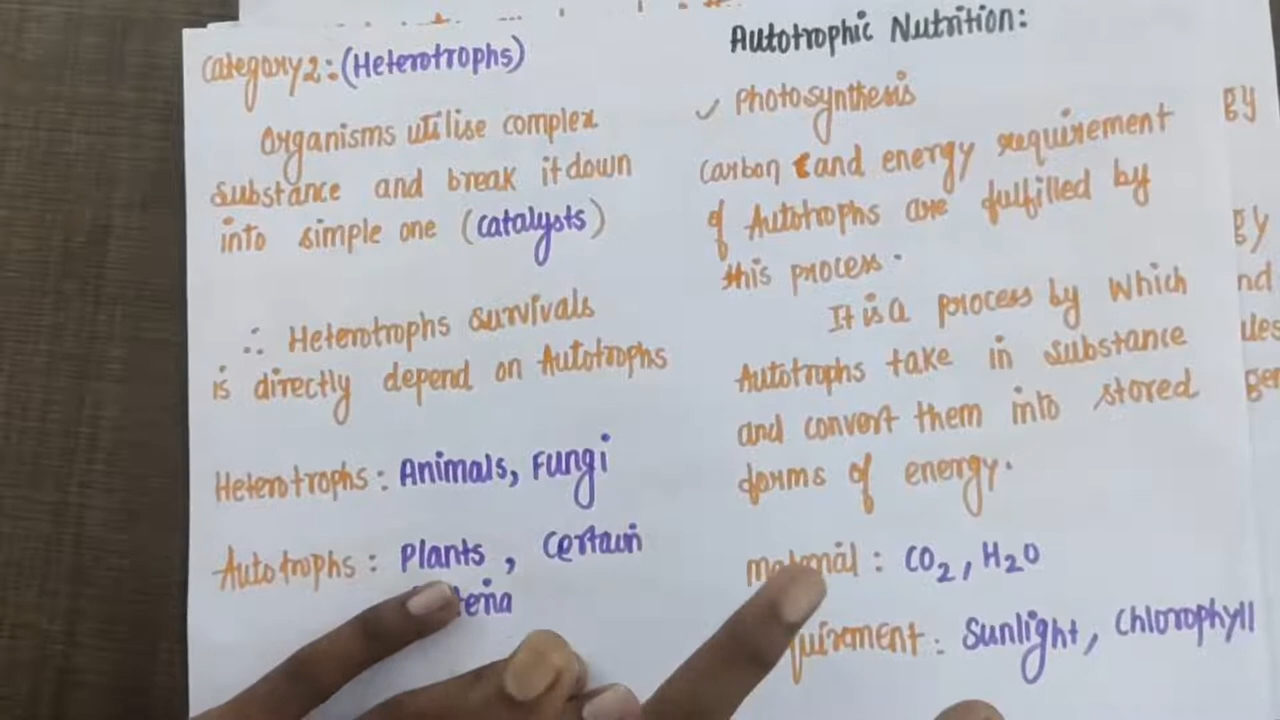 Category 2: (Heterotrophs)
Organisms utilise complex
substance and break it down
into simple one (catalysts)
∴ Heterotrophs survivals
is directly depend on Autotrophs
Heterotrophs: Animals, Fungi
Autotrophs: Plants, Certain
Autotrophic Nutrition:
✓ Photosynthesis
Carbon and energy requirement
of Autotrophs are fulfilled by
this process.
It is a process by which
Autotrophs take in substance
and convert them into stored
forms of energy.
: CO2, H2O
: Sunlight, Chlorophyll
gy
gy
nd